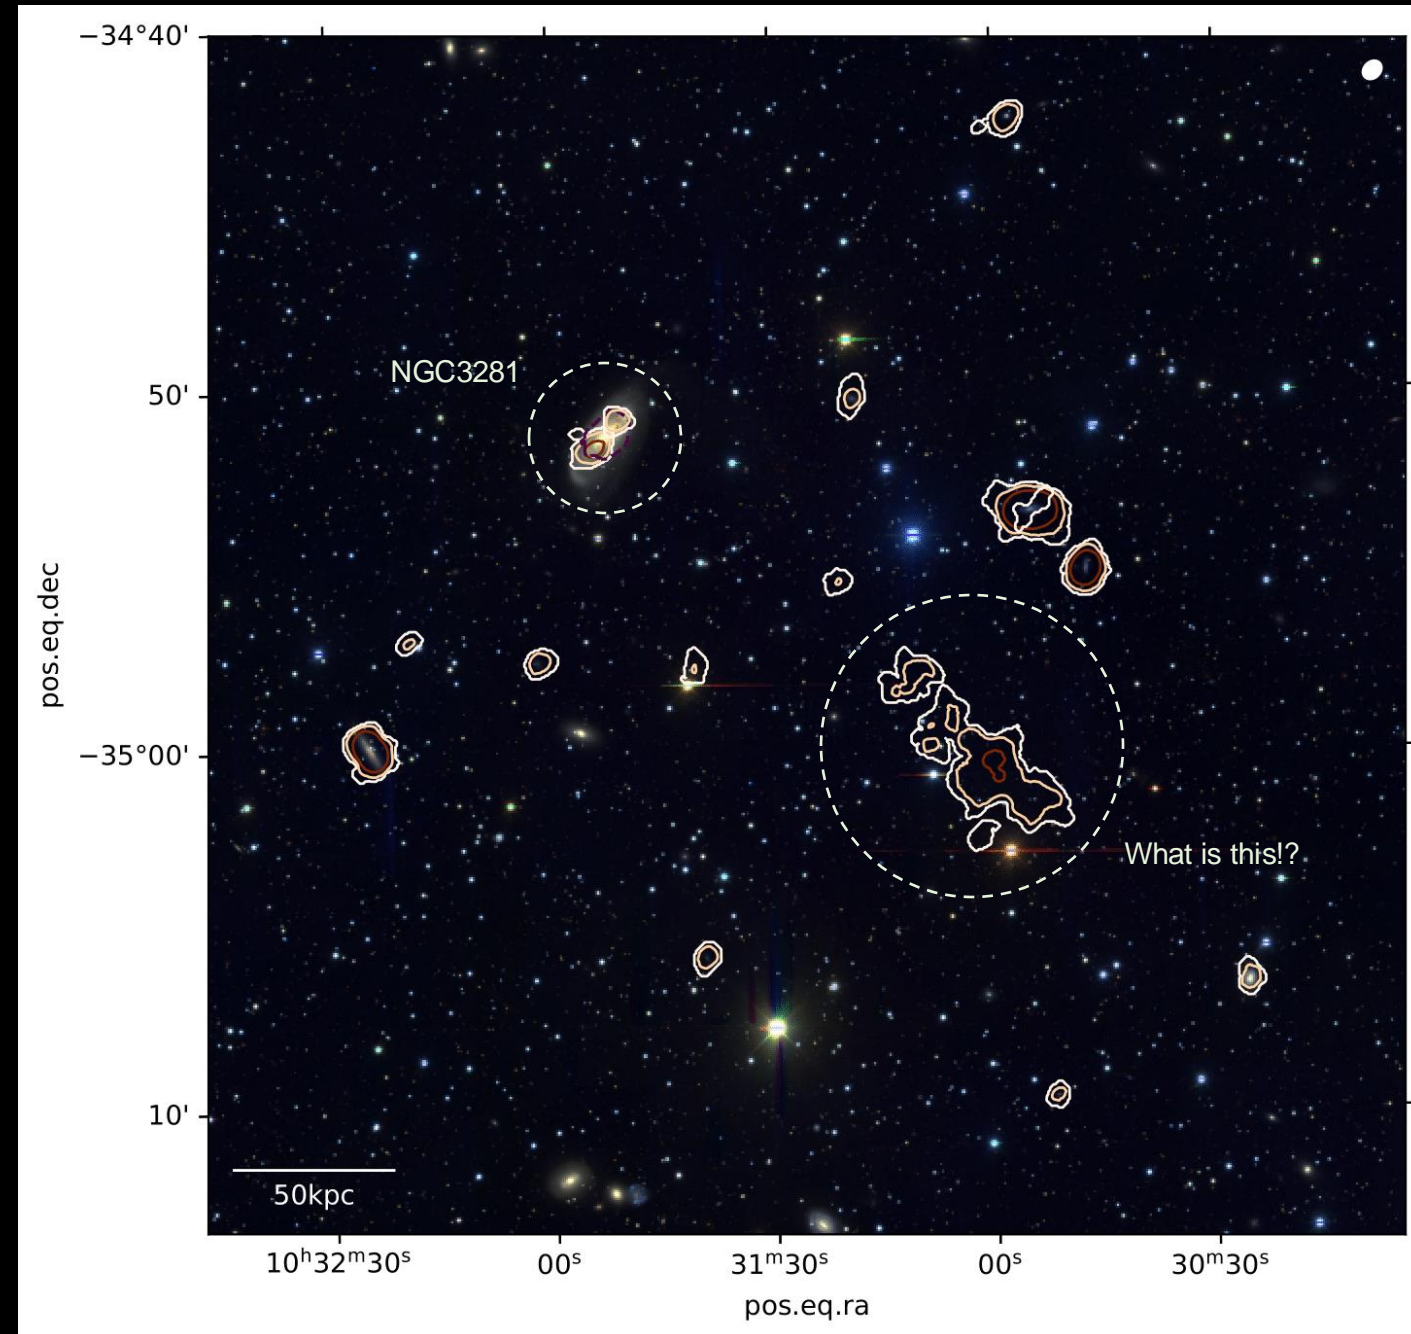 −34°40'
NGC3281
50'
pos.eq.dec
−35°00'
What is this!?
10'
50kpc
10ʰ32ᵐ30ˢ
00ˢ
31ᵐ30ˢ
00ˢ
30ᵐ30ˢ
pos.eq.ra